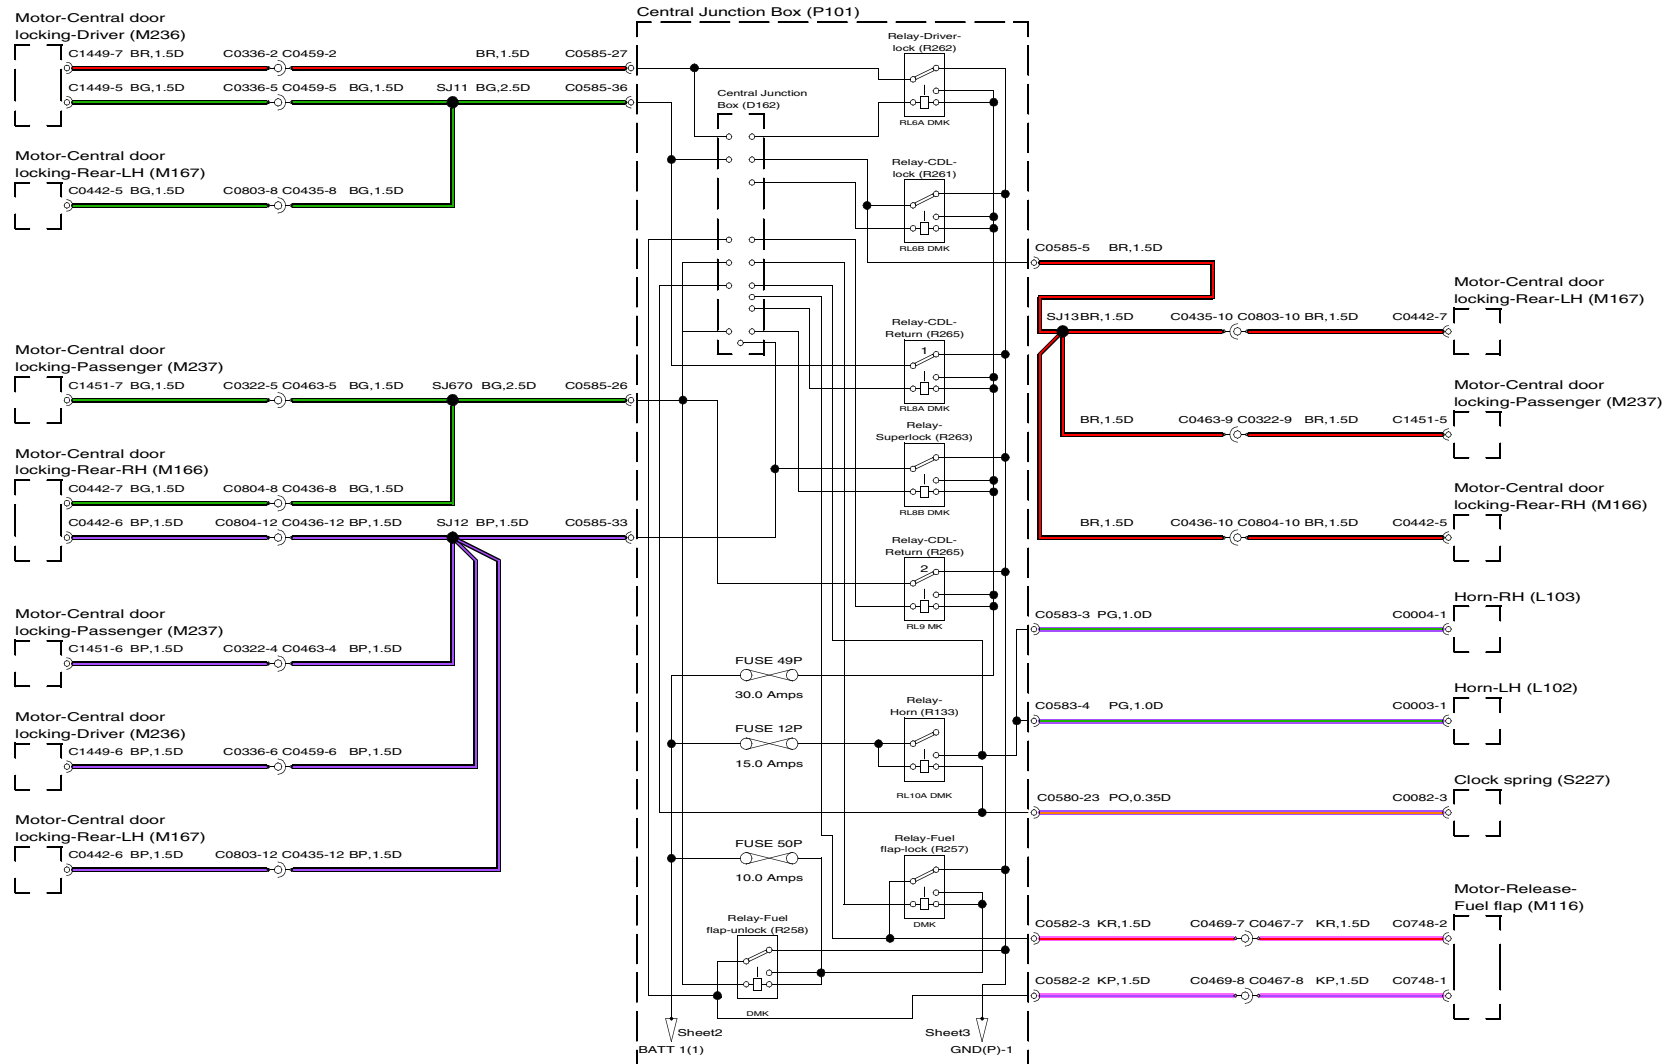 Central Junction Box (P101)
Motor-Central door
locking-Driver (M236)
C1449-7 BR,1.5D C0336-2 C0459-2 BR,1.5D C0585-27
C1449-5 BG,1.5D C0336-5 C0459-5 BG,1.5D SJ11 BG,2.5D C0585-36
Motor-Central door
locking-Rear-LH (M167)
C0442-5 BG,1.5D C0803-8 C0435-8 BG,1.5D
Motor-Central door
locking-Passenger (M237)
C1451-7 BG,1.5D C0322-5 C0463-5 BG,1.5D SJ670 BG,2.5D C0585-26
Motor-Central door
locking-Rear-RH (M166)
C0442-7 BG,1.5D C0804-8 C0436-8 BG,1.5D
C0442-6 BP,1.5D C0804-12 C0436-12 BP,1.5D SJ12 BP,1.5D C0585-33
Motor-Central door
locking-Passenger (M237)
C1451-6 BP,1.5D C0322-4 C0463-4 BP,1.5D
Motor-Central door
locking-Driver (M236)
C1449-6 BP,1.5D C0336-6 C0459-6 BP,1.5D
Motor-Central door
locking-Rear-LH (M167)
C0442-6 BP,1.5D C0803-12 C0435-12 BP,1.5D
Relay-Driver-
lock (R262)
RL6A DMK
Central Junction
Box (D162)
Relay-CDL-
lock (R261)
RL6B DMK
Relay-CDL-
Return (R265)
1
RL8A DMK
Relay-
Superlock (R263)
RL8B DMK
Relay-CDL-
Return (R265)
2
RL9 MK
FUSE 49P
30.0 Amps
Relay-
Horn (R133)
FUSE 12P
15.0 Amps
RL10A DMK
FUSE 50P
10.0 Amps
Relay-Fuel
flap-lock (R257)
DMK
Relay-Fuel
flap-unlock (R258)
DMK
Sheet2
BATT 1(1)
Sheet3
GND(P)-1
C0585-5 BR,1.5D
Motor-Central door
locking-Rear-LH (M167)
SJ13BR,1.5D C0435-10 C0803-10 BR,1.5D C0442-7
Motor-Central door
locking-Passenger (M237)
BR,1.5D C0463-9 C0322-9 BR,1.5D C1451-5
Motor-Central door
locking-Rear-RH (M166)
BR,1.5D C0436-10 C0804-10 BR,1.5D C0442-5
Horn-RH (L103)
C0583-3 PG,1.0D C0004-1
Horn-LH (L102)
C0583-4 PG,1.0D C0003-1
Clock spring (S227)
C0580-23 PO,0.35D C0082-3
Motor-Release-
Fuel flap (M116)
C0582-3 KR,1.5D C0469-7 C0467-7 KR,1.5D C0748-2
C0582-2 KP,1.5D C0469-8 C0467-8 KP,1.5D C0748-1